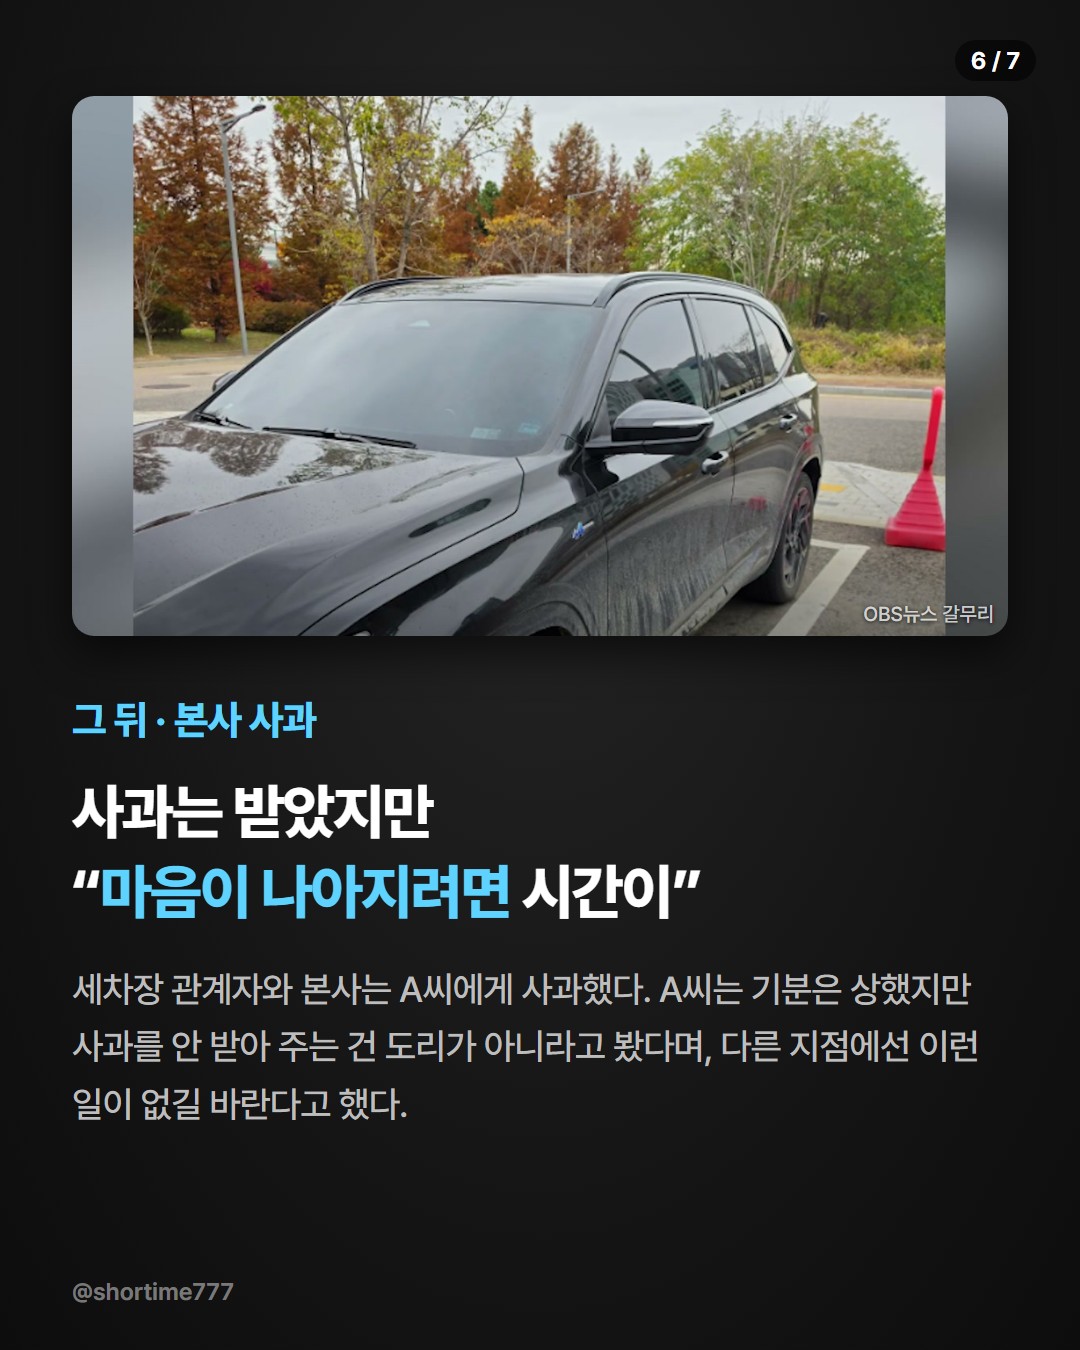 6 / 7
OBS뉴스 갈무리
그 뒤 · 본사 사과
사과는 받았지만
“마음이 나아지려면 시간이”
세차장 관계자와 본사는 A씨에게 사과했다. A씨는 기분은 상했지만
사과를 안 받아 주는 건 도리가 아니라고 봤다며, 다른 지점에선 이런
일이 없길 바란다고 했다.
@shortime777